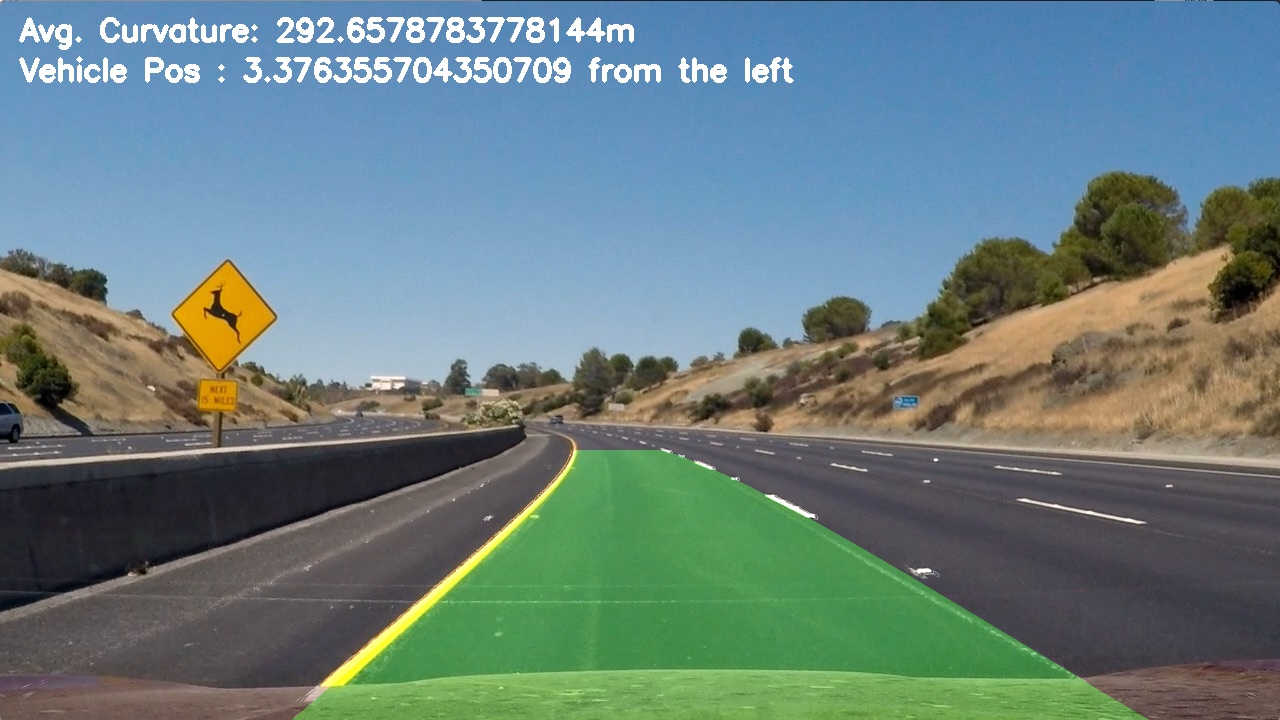 Avg. Curvature: 292.6578783778144m
Vehicle Pos : 3.376355704350709 from the left
NEXT
15 MILES